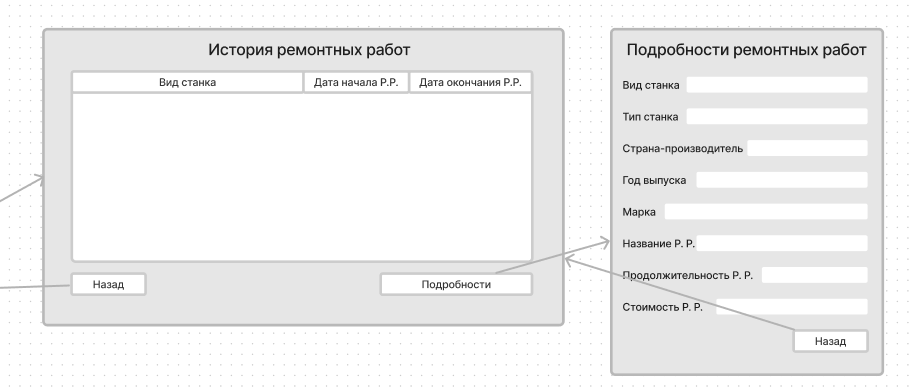 История ремонтных работ
Вид станка Дата начала Р.Р. Дата окончания Р.Р.
Назад Подробности
Подробности ремонтных работ
Вид станка
Тип станка
Страна-производитель
Год выпуска
Марка
Название Р. Р.
Продолжительность Р. Р.
Стоимость Р. Р.
Назад